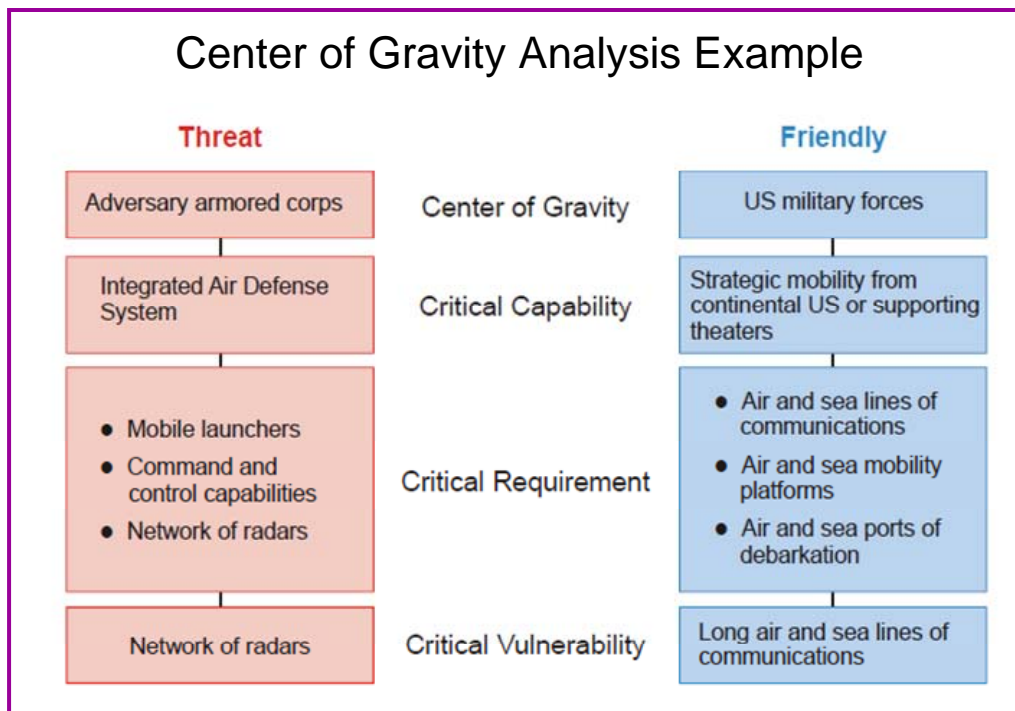 Center of Gravity Analysis Example
Threat
Friendly
Adversary armored corps
Center of Gravity
US military forces
Integrated Air Defense
System
Critical Capability
Strategic mobility from
continental US or supporting
theaters
● Mobile launchers
● Command and
control capabilities
● Network of radars
Critical Requirement
● Air and sea lines of
communications
● Air and sea mobility
platforms
● Air and sea ports of
debarkation
Network of radars
Critical Vulnerability
Long air and sea lines of
communications